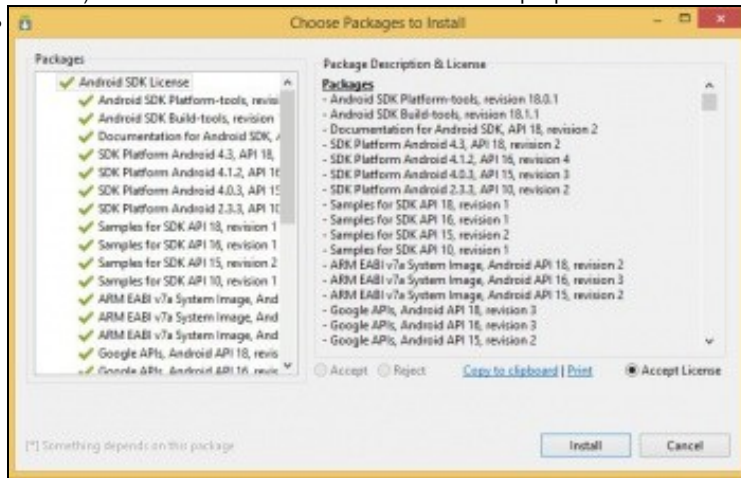 Choose Packages to Install
Packages
Android SDK License
Android SDK Platform-tools, revis
Android SDK Build-tools, revision
Documentation for Android SDK, A
SDK Platform Android 4.3, API 18,
SDK Platform Android 4.1.2, API 16
SDK Platform Android 4.0.3, API 15
SDK Platform Android 2.3.3, API 10
Samples for SDK API 18, revision 1
Samples for SDK API 16, revision 1
Samples for SDK API 15, revision 2
Samples for SDK API 10, revision 1
ARM EABI v7a System Image, And
ARM EABI v7a System Image, And
ARM EABI v7a System Image, And
Google APIs, Android API 18, revis
Google APIs, Android API 16, revis
Package Description & License
Packages
- Android SDK Platform-tools, revision 18.0.1
- Android SDK Build-tools, revision 18.1.1
- Documentation for Android SDK, API 18, revision 2
- SDK Platform Android 4.3, API 18, revision 2
- SDK Platform Android 4.1.2, API 16, revision 4
- SDK Platform Android 4.0.3, API 15, revision 3
- SDK Platform Android 2.3.3, API 10, revision 2
- Samples for SDK API 18, revision 1
- Samples for SDK API 16, revision 1
- Samples for SDK API 15, revision 2
- Samples for SDK API 10, revision 1
- ARM EABI v7a System Image, Android API 18, revision 2
- ARM EABI v7a System Image, Android API 16, revision 3
- ARM EABI v7a System Image, Android API 15, revision 2
- Google APIs, Android API 18, revision 3
- Google APIs, Android API 16, revision 3
- Google APIs, Android API 15, revision 2
Accept Reject Copy to clipboard | Print Accept License
[*] Something depends on this package
Install Cancel